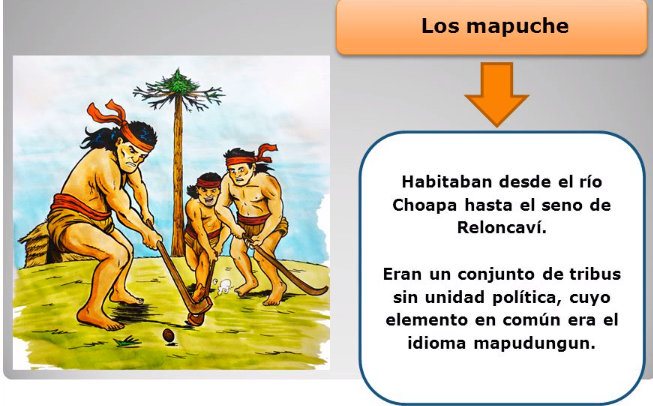 Los mapuche
Habitaban desde el río
Choapa hasta el seno de
Reloncaví.
Eran un conjunto de tribus
sin unidad política, cuyo
elemento en común era el
idioma mapudungun.